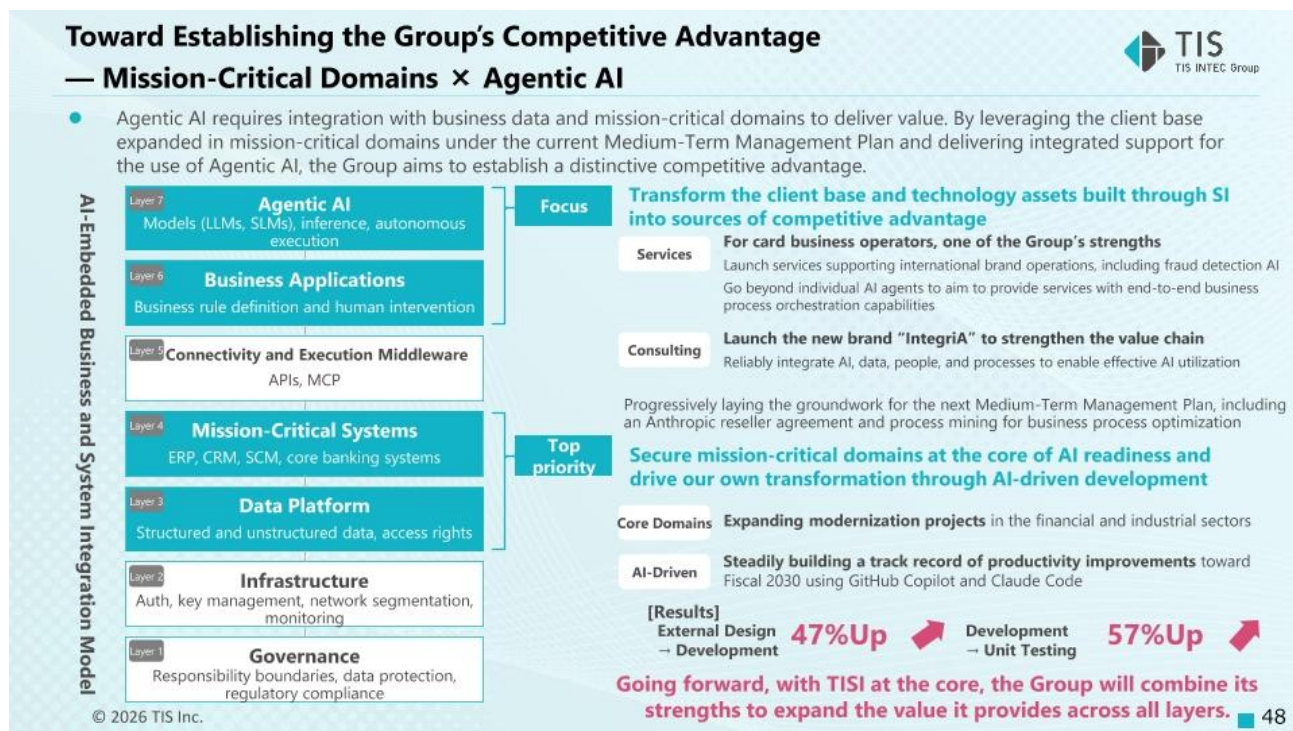 Toward Establishing the Group's Competitive Advantage
— Mission-Critical Domains × Agentic AI
TIS
TIS INTEC Group
● Agentic AI requires integration with business data and mission-critical domains to deliver value. By leveraging the client base
expanded in mission-critical domains under the current Medium-Term Management Plan and delivering integrated support for
the use of Agentic AI, the Group aims to establish a distinctive competitive advantage.
AI-Embedded Business and System Integration Model
Layer 7
Agentic AI
Models (LLMs, SLMs), inference, autonomous
execution
Layer 6
Business Applications
Business rule definition and human intervention
Layer 5
Connectivity and Execution Middleware
APIs, MCP
Layer 4
Mission-Critical Systems
ERP, CRM, SCM, core banking systems
Layer 3
Data Platform
Structured and unstructured data, access rights
Layer 2
Infrastructure
Auth, key management, network segmentation,
monitoring
Layer 1
Governance
Responsibility boundaries, data protection,
regulatory compliance
Focus
Transform the client base and technology assets built through SI
into sources of competitive advantage
Services
For card business operators, one of the Group's strengths
Launch services supporting international brand operations, including fraud detection AI
Go beyond individual AI agents to aim to provide services with end-to-end business
process orchestration capabilities
Consulting
Launch the new brand “IntegriA” to strengthen the value chain
Reliably integrate AI, data, people, and processes to enable effective AI utilization
Progressively laying the groundwork for the next Medium-Term Management Plan, including
an Anthropic reseller agreement and process mining for business process optimization
Top
priority
Secure mission-critical domains at the core of AI readiness and
drive our own transformation through AI-driven development
Core Domains
Expanding modernization projects in the financial and industrial sectors
AI-Driven
Steadily building a track record of productivity improvements toward
Fiscal 2030 using GitHub Copilot and Claude Code
[Results]
External Design
→ Development
47%Up
Development
→ Unit Testing
57%Up
Going forward, with TISI at the core, the Group will combine its
strengths to expand the value it provides across all layers.
© 2026 TIS Inc.
48